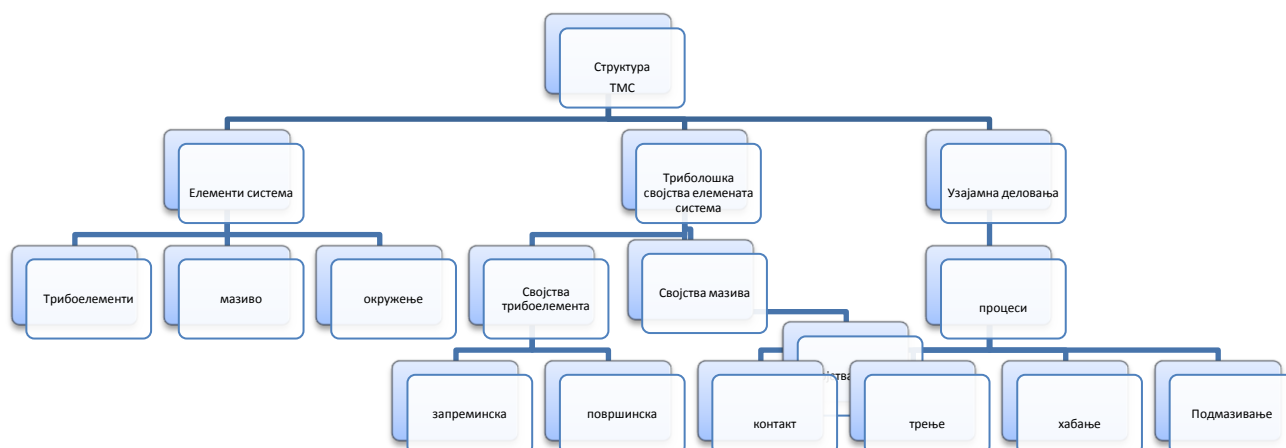 Структура
ТМС
Елементи система
Триболошка
својства елемената
система
Узајамна деловања
Трибоелементи
мазиво
окружење
Својства
трибоелемента
Својства мазива
процеси
запреминска
површинска
контакт
трење
хабање
Подмазивање